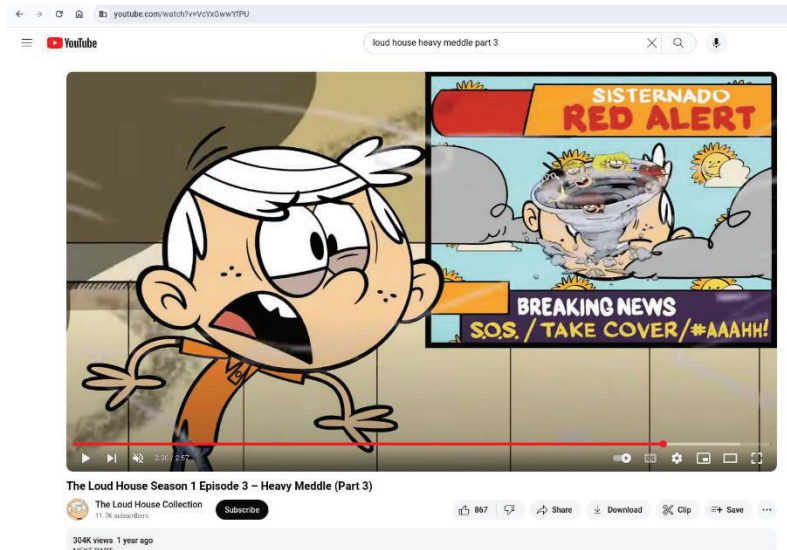 youtube.com/watch?v=VcYxGwwYfPU
YouTube
loud house heavy meddle part 3
SISTERNADO
RED ALERT
BREAKING NEWS
S.O.S. / TAKE COVER/#AAAHH!
2:30 / 2:57
The Loud House Season 1 Episode 3 – Heavy Meddle (Part 3)
The Loud House Collection
11.7K subscribers
Subscribe
867
Share
Download
Clip
Save
304K views 1 year ago
NEXT PART: